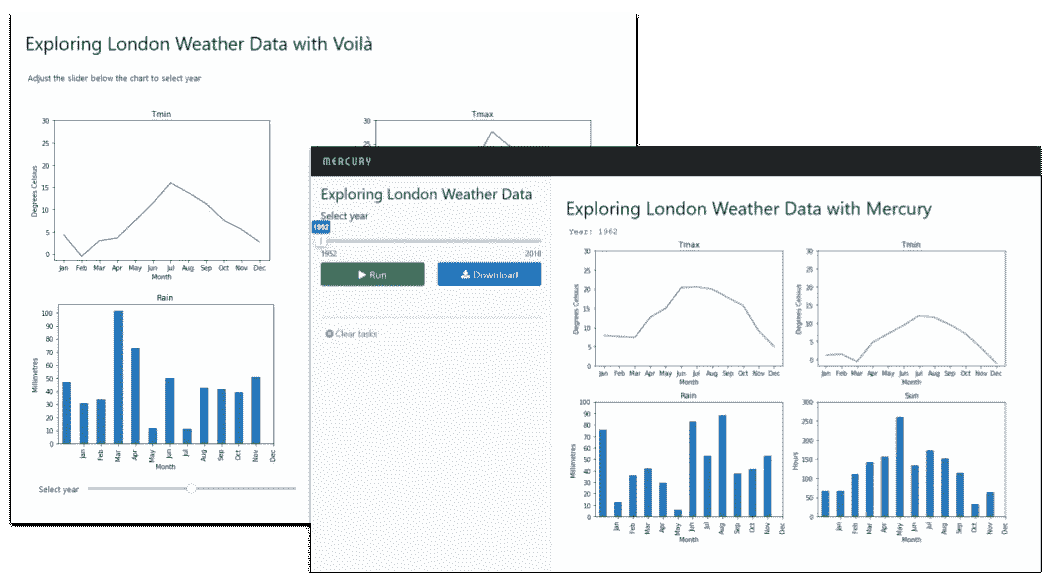 Exploring London Weather Data with Voilà
Adjust the slider below the chart to select year
Tmin
30
25
20
15
10
5
0
Degrees Celsius
Jan Feb Mar Apr May Jun Jul Aug Sep Oct Nov Dec
Month
Tmax
30
25
Rain
100
90
80
70
60
50
40
30
20
10
0
Millimetres
Jan Feb Mar Apr May Jun Jul Aug Sep Oct Nov Dec
Month
Select year
MERCURY
Exploring London Weather Data
Select year
1962
1952 2018
Run Download
Clear tasks
Exploring London Weather Data with Mercury
Year: 1962
Tmax
30
25
20
15
10
5
0
Degrees Celsius
Jan Feb Mar Apr May Jun Jul Aug Sep Oct Nov Dec
Month
Tmin
30
25
20
15
10
5
0
Degrees Celsius
Jan Feb Mar Apr May Jun Jul Aug Sep Oct Nov Dec
Month
Rain
100
90
80
70
60
50
40
30
20
10
0
Millimetres
Jan Feb Mar Apr May Jun Jul Aug Sep Oct Nov Dec
Month
Sun
300
250
200
150
100
50
0
Hours
Jan Feb Mar Apr May Jun Jul Aug Sep Oct Nov Dec
Month